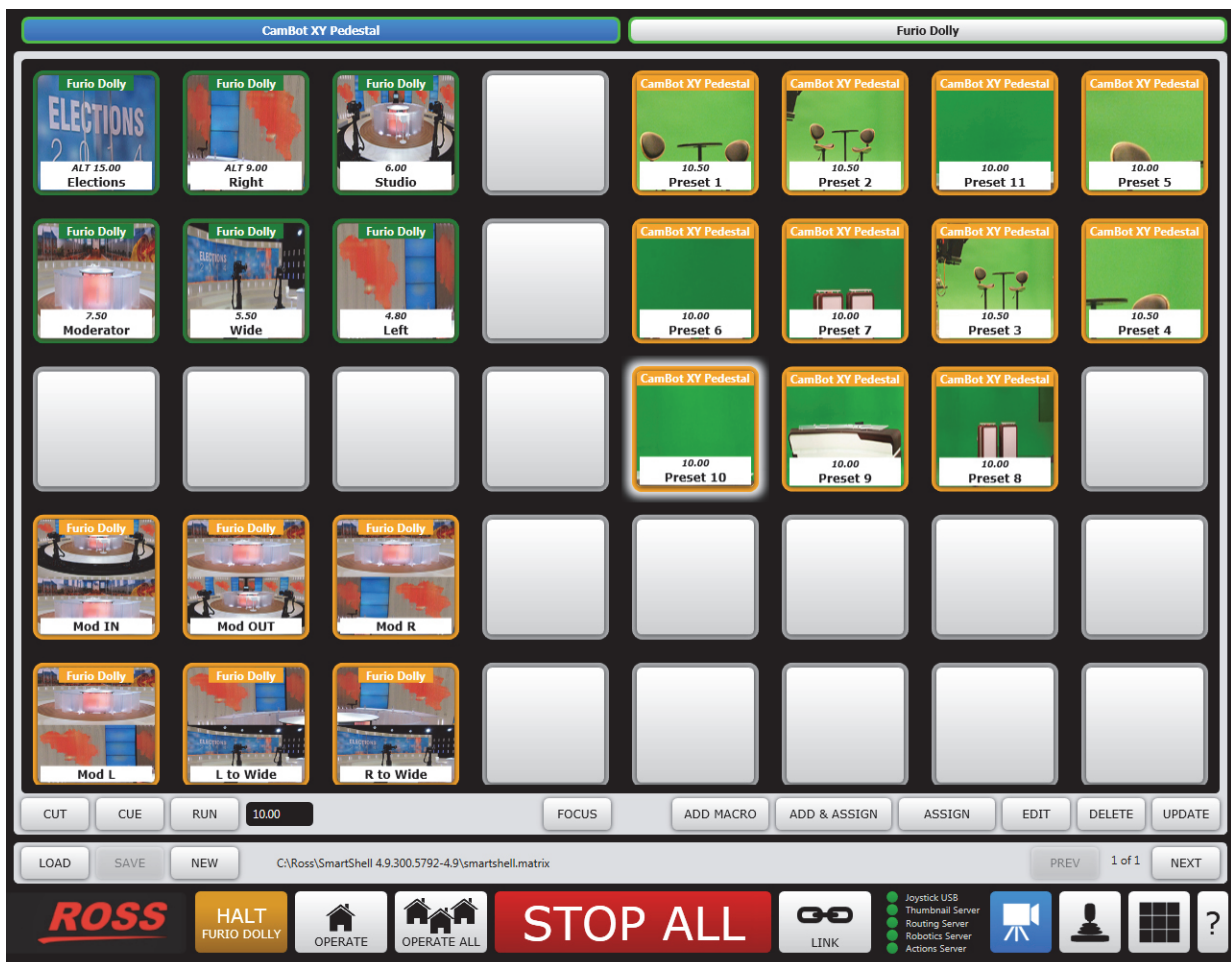 CamBot XY Pedestal
Furio Dolly
Furio Dolly
ELECTIONS
2 0 1 4
ALT 15.00
Elections
Furio Dolly
ALT 9.00
Right
Furio Dolly
6.00
Studio
CamBot XY Pedestal
10.50
Preset 1
CamBot XY Pedestal
10.50
Preset 2
CamBot XY Pedestal
10.00
Preset 11
CamBot XY Pedestal
10.00
Preset 5
Furio Dolly
7.50
Moderator
Furio Dolly
ELECTIONS
5.50
Wide
Furio Dolly
4.80
Left
CamBot XY Pedestal
10.00
Preset 6
CamBot XY Pedestal
10.00
Preset 7
CamBot XY Pedestal
10.50
Preset 3
CamBot XY Pedestal
10.50
Preset 4
CamBot XY Pedestal
10.00
Preset 10
CamBot XY Pedestal
10.00
Preset 9
CamBot XY Pedestal
10.00
Preset 8
Furio Dolly
Mod IN
Furio Dolly
Mod OUT
Furio Dolly
Mod R
Furio Dolly
Mod L
Furio Dolly
ELECTIONS
L to Wide
Furio Dolly
ELECTIONS
R to Wide
CUT
CUE
RUN
10.00
FOCUS
ADD MACRO
ADD & ASSIGN
ASSIGN
EDIT
DELETE
UPDATE
LOAD
SAVE
NEW
C:\Ross\SmartShell 4.9.300.5792-4.9\smartshell.matrix
PREV
1 of 1
NEXT
ROSS
HALT
FURIO DOLLY
OPERATE
OPERATE ALL
STOP ALL
LINK
Joystick USB
Thumbnail Server
Routing Server
Robotics Server
Actions Server
?